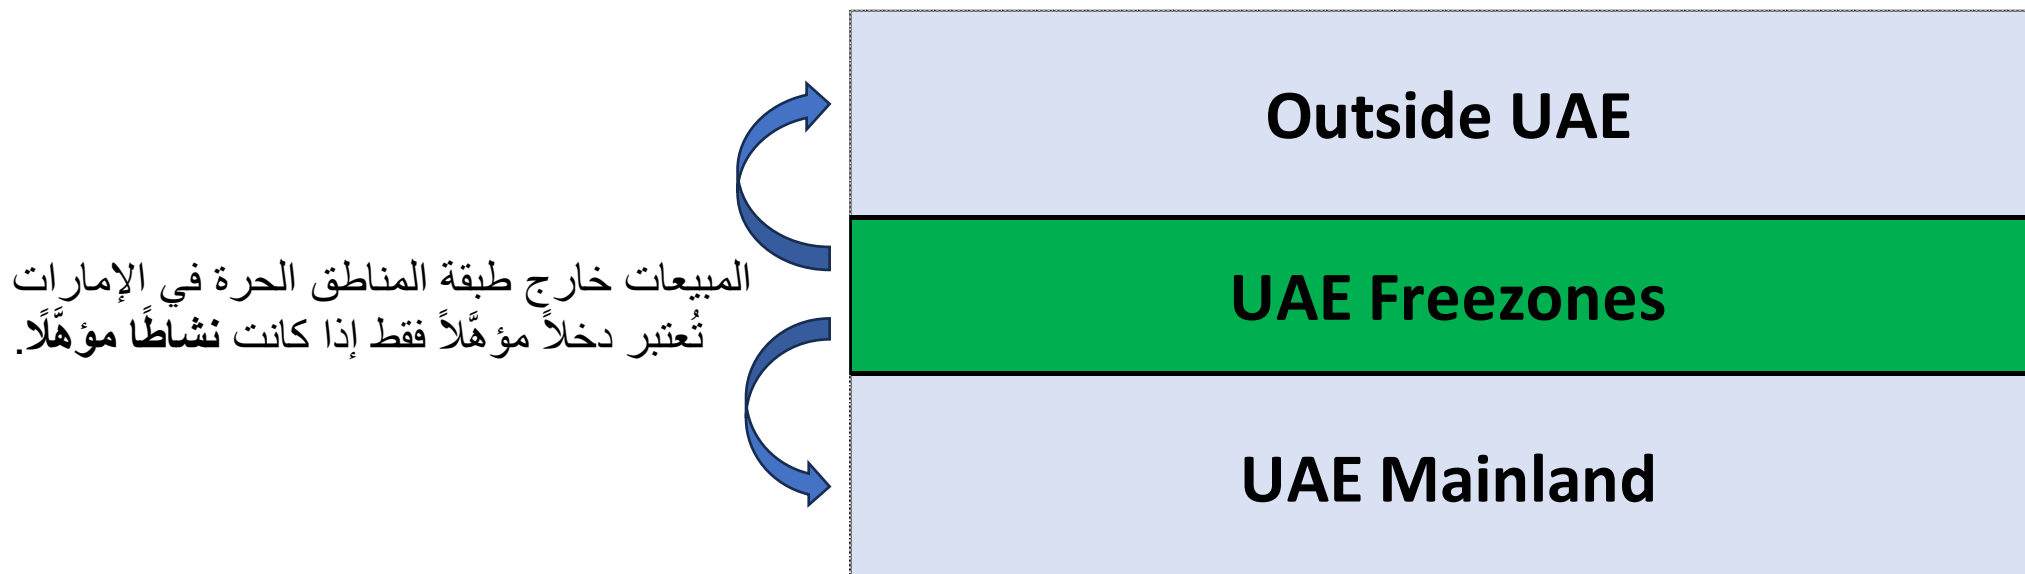 Outside UAE
المبيعات خارج طبقة المناطق الحرة في الإمارات
تُعتبر دخلاً مؤهَّلاً فقط إذا كانت نشاطًا مؤهَّلًا.
UAE Freezones
UAE Mainland